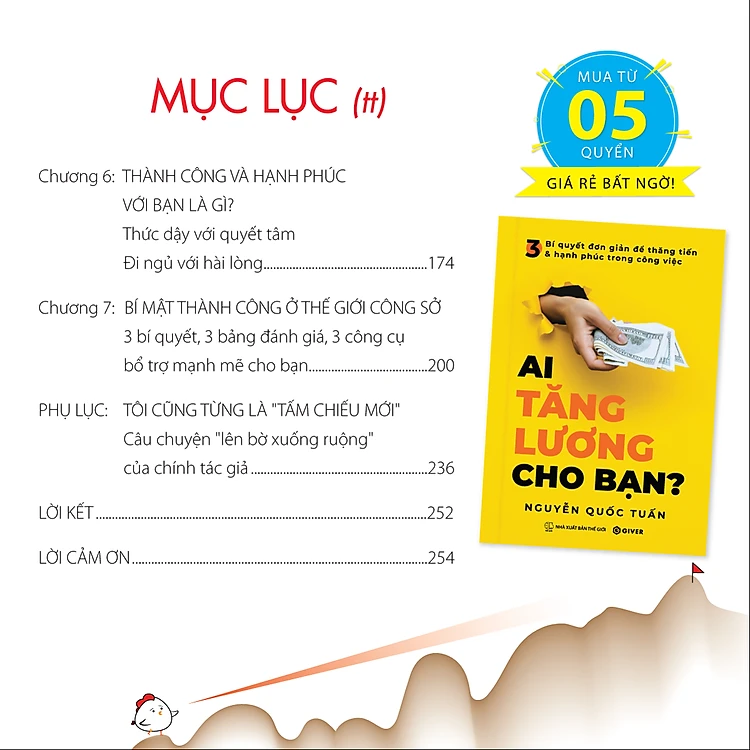 MỤC LỤC (tt)
MUA TỪ
05
QUYỂN
GIÁ RẺ BẤT NGỜ!
Chương 6: THÀNH CÔNG VÀ HẠNH PHÚC
VỚI BẠN LÀ GÌ?
Thức dậy với quyết tâm
Đi ngủ với hài lòng..........174
Chương 7: BÍ MẬT THÀNH CÔNG Ở THẾ GIỚI CÔNG SỞ
3 bí quyết, 3 bảng đánh giá, 3 công cụ
bổ trợ mạnh mẽ cho bạn..........200
PHỤ LỤC: TÔI CŨNG TỪNG LÀ "TẤM CHIẾU MỚI"
Câu chuyện "lên bờ xuống ruộng"
của chính tác giả..........236
LỜI KẾT..........252
LỜI CẢM ƠN..........254
3 Bí quyết đơn giản để thăng tiến
& hạnh phúc trong công việc
AI
TĂNG
LƯƠNG
CHO BẠN?
NGUYỄN QUỐC TUẤN
NHÀ XUẤT BẢN THẾ GIỚI GIVER